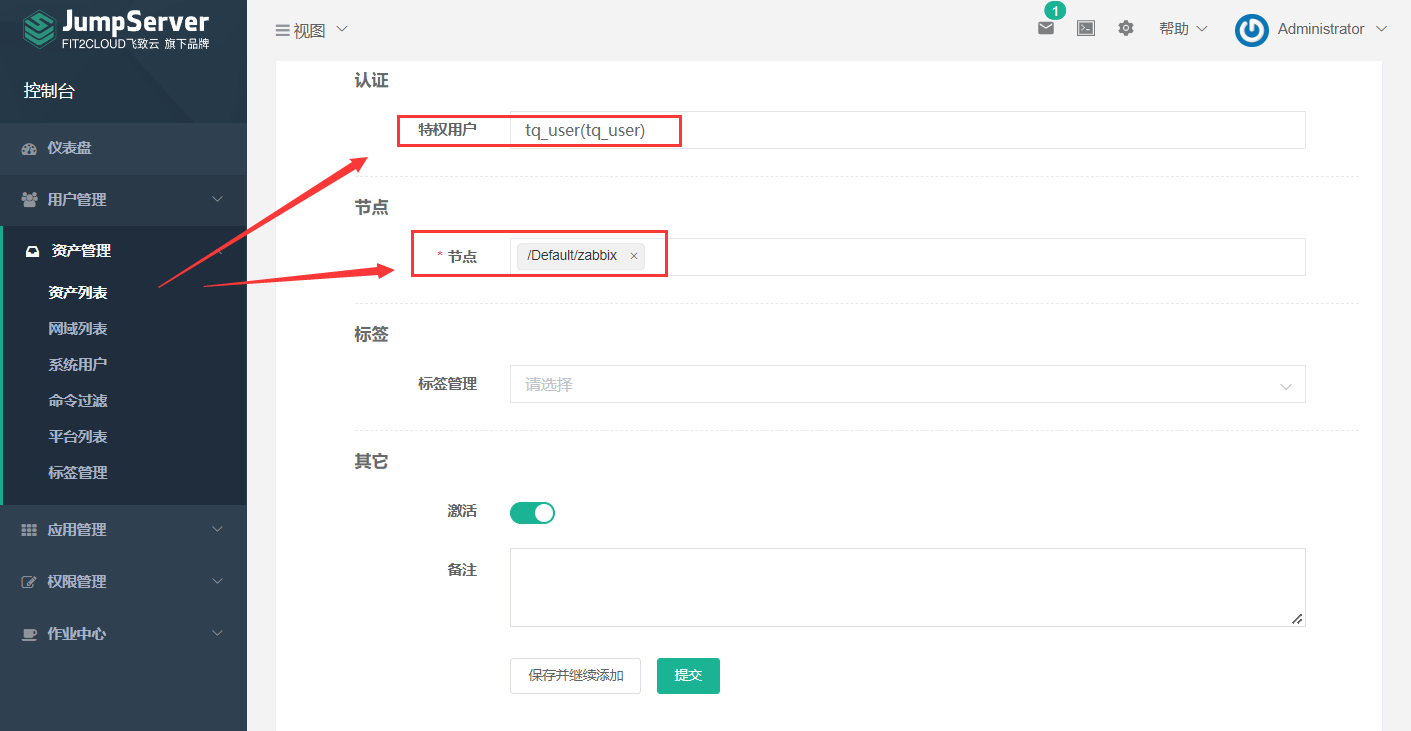 JumpServer
FIT2CLOUD飞致云 旗下品牌
控制台
仪表盘
用户管理
资产管理
资产列表
网域列表
系统用户
命令过滤
平台列表
标签管理
应用管理
权限管理
作业中心
视图
1
帮助
Administrator
认证
特权用户 tq_user(tq_user)
节点
* 节点 /Default/zabbix ×
标签
标签管理 请选择
其它
激活
备注
保存并继续添加 提交